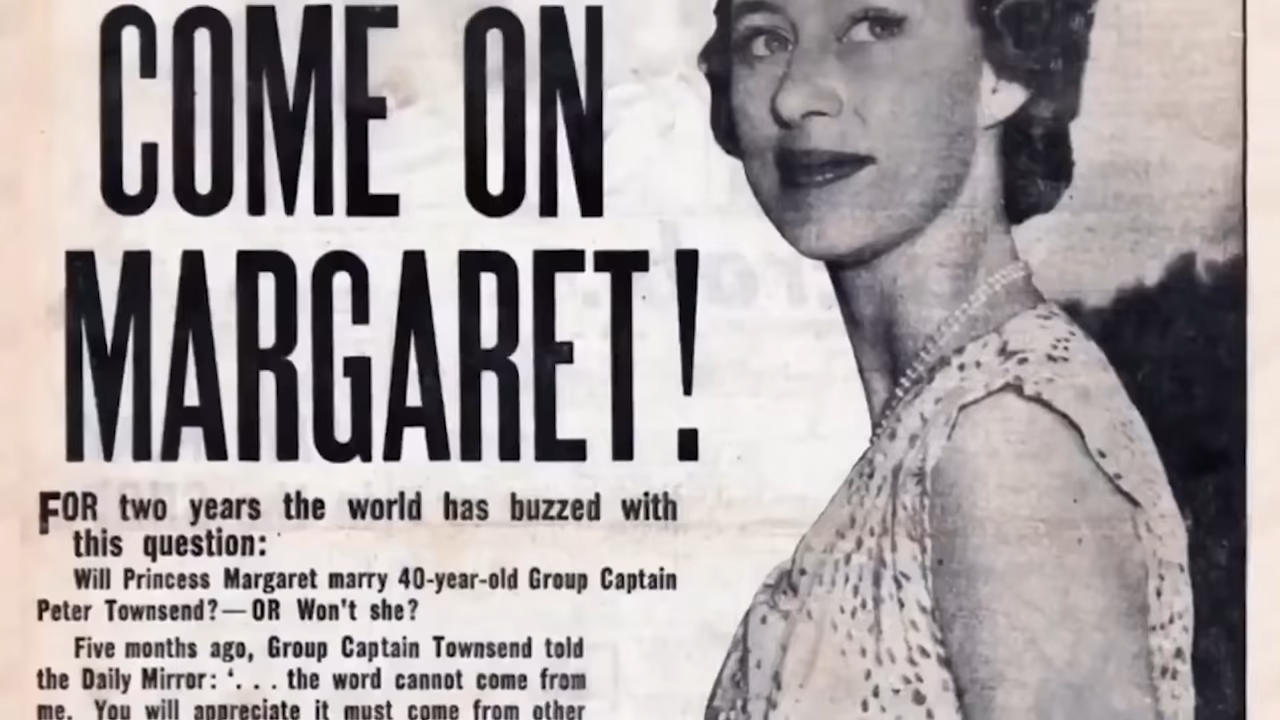 COME ON
MARGARET!
FOR two years the world has buzzed with
this question:
Will Princess Margaret marry 40-year-old Group Captain
Peter Townsend?—OR Won't she?
Five months ago, Group Captain Townsend told
the Daily Mirror: ‘. . . the word cannot come from
me. You will appreciate it must come from other